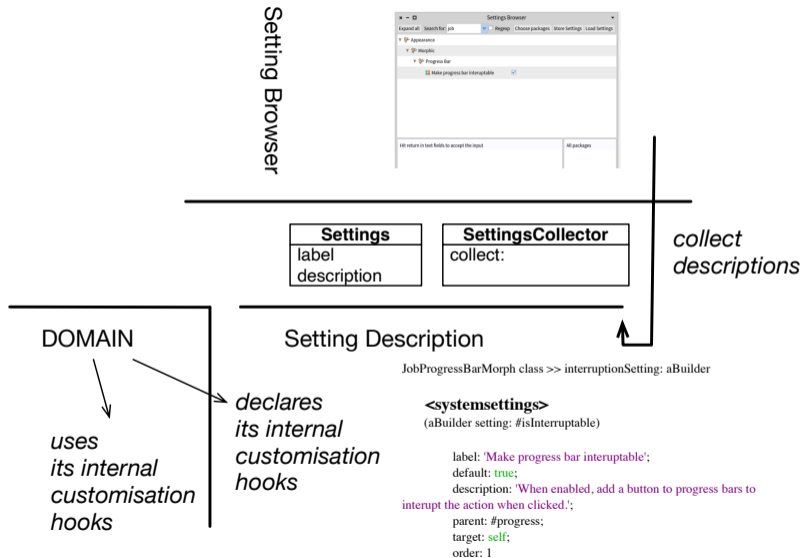 Setting Browser
Settings Browser
Expand all Search for job Regexp Choose packages Store Settings Load Settings
Appearance
Morphic
Progress Bar
Make progress bar interuptable
Hit return in text fields to accept the input
All packages
Settings
label
description
SettingsCollector
collect:
collect
descriptions
DOMAIN
uses
its internal
customisation
hooks
declares
its internal
customisation
hooks
Setting Description
JobProgressBarMorph class >> interruptionSetting: aBuilder
<systemsettings>
(aBuilder setting: #isInterruptable)
label: 'Make progress bar interuptable';
default: true;
description: 'When enabled, add a button to progress bars to
interupt the action when clicked.';
parent: #progress;
target: self;
order: 1